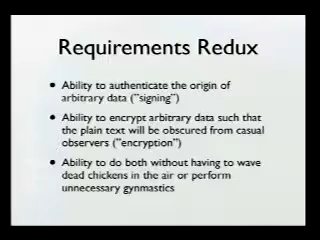 Requirements Redux
• Ability to authenticate the origin of
arbitrary data ("signing")
• Ability to encrypt arbitrary data such that
the plain text will be obscured from casual
observers ("encryption")
• Ability to do both without having to wave
dead chickens in the air or perform
unnecessary gynmastics